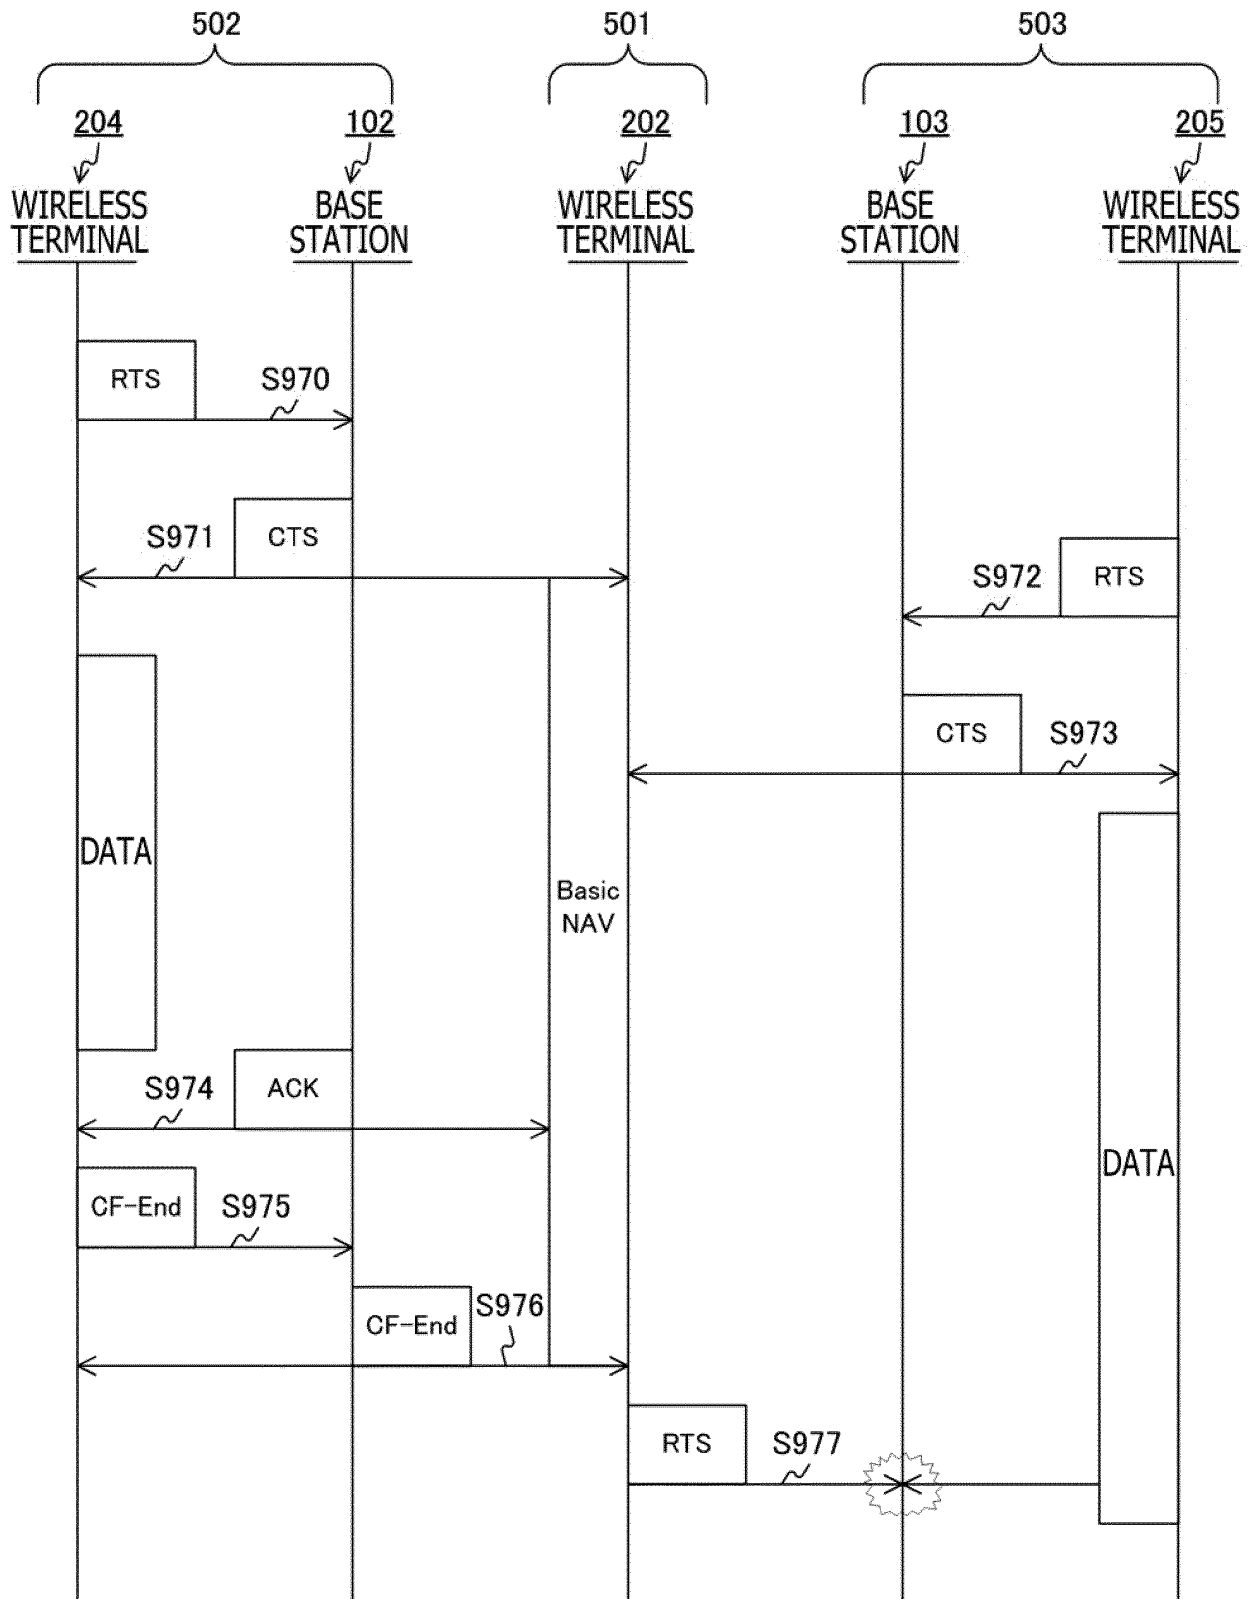 502
501
503
204
102
202
103
205
WIRELESS
TERMINAL
BASE
STATION
WIRELESS
TERMINAL
BASE
STATION
WIRELESS
TERMINAL
RTS
S970
S971
CTS
S972
RTS
CTS
S973
DATA
Basic
NAV
S974
ACK
DATA
CF-End
S975
CF-End
S976
RTS
S977